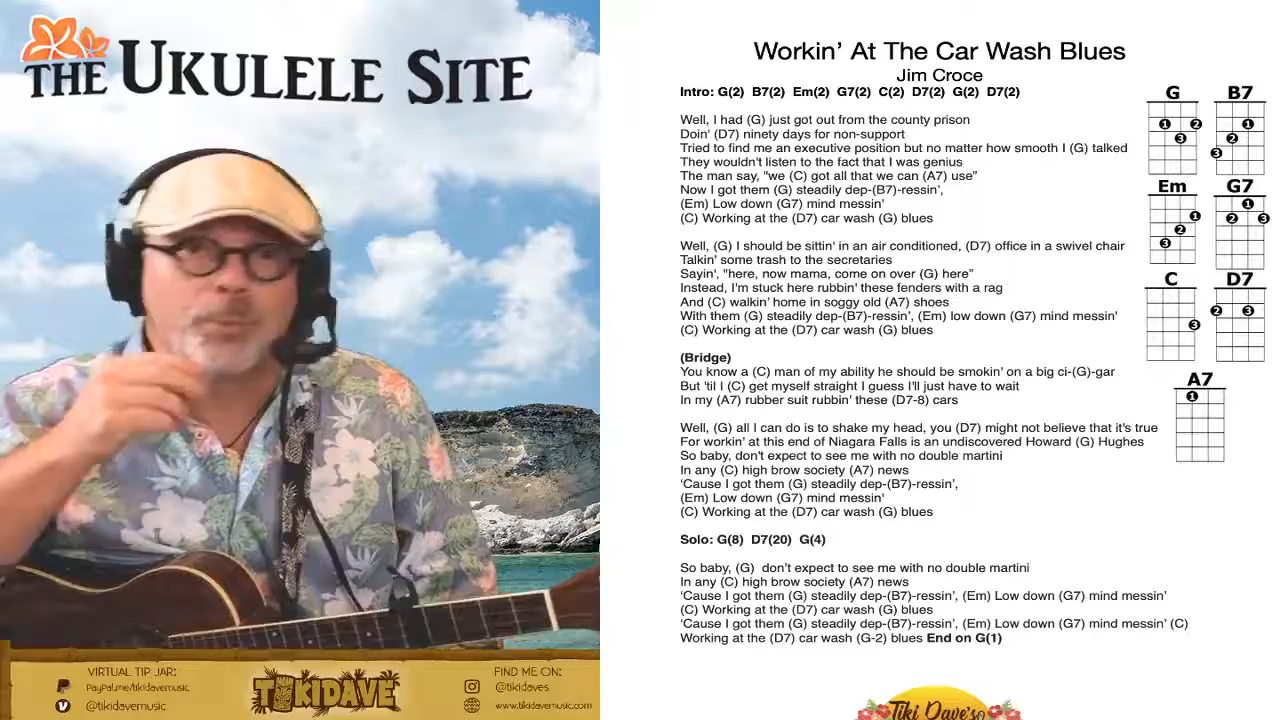 THE UKULELE SITE
VIRTUAL TIP JAR:
PayPal.me/tikidavemusic
@tikidavemusic
TIKIDAVE
FIND ME ON:
@tikidaves
www.tikidavemusic.com
Workin’ At The Car Wash Blues
Jim Croce
Intro: G(2) B7(2) Em(2) G7(2) C(2) D7(2) G(2) D7(2)
Well, I had (G) just got out from the county prison
Doin' (D7) ninety days for non-support
Tried to find me an executive position but no matter how smooth I (G) talked
They wouldn't listen to the fact that I was genius
The man say, "we (C) got all that we can (A7) use”
Now I got them (G) steadily dep-(B7)-ressin',
(Em) Low down (G7) mind messin'
(C) Working at the (D7) car wash (G) blues
Well, (G) I should be sittin' in an air conditioned, (D7) office in a swivel chair
Talkin' some trash to the secretaries
Sayin', "here, now mama, come on over (G) here”
Instead, I'm stuck here rubbin' these fenders with a rag
And (C) walkin’ home in soggy old (A7) shoes
With them (G) steadily dep-(B7)-ressin’, (Em) low down (G7) mind messin'
(C) Working at the (D7) car wash (G) blues
(Bridge)
You know a (C) man of my ability he should be smokin’ on a big ci-(G)-gar
But 'til I (C) get myself straight I guess I'll just have to wait
In my (A7) rubber suit rubbin’ these (D7-8) cars
Well, (G) all I can do is to shake my head, you (D7) might not believe that it's true
For workin' at this end of Niagara Falls is an undiscovered Howard (G) Hughes
So baby, don't expect to see me with no double martini
In any (C) high brow society (A7) news
‘Cause I got them (G) steadily dep-(B7)-ressin’,
(Em) Low down (G7) mind messin'
(C) Working at the (D7) car wash (G) blues
Solo: G(8) D7(20) G(4)
So baby, (G) don’t expect to see me with no double martini
In any (C) high brow society (A7) news
‘Cause I got them (G) steadily dep-(B7)-ressin’, (Em) Low down (G7) mind messin’
(C) Working at the (D7) car wash (G) blues
‘Cause I got them (G) steadily dep-(B7)-ressin’, (Em) Low down (G7) mind messin’ (C)
Working at the (D7) car wash (G-2) blues End on G(1)
G B7
1 2 3 1 2 3
Em G7
1 2 3 1 2 3
C D7
3 2 3
A7
1
Tiki Dave's